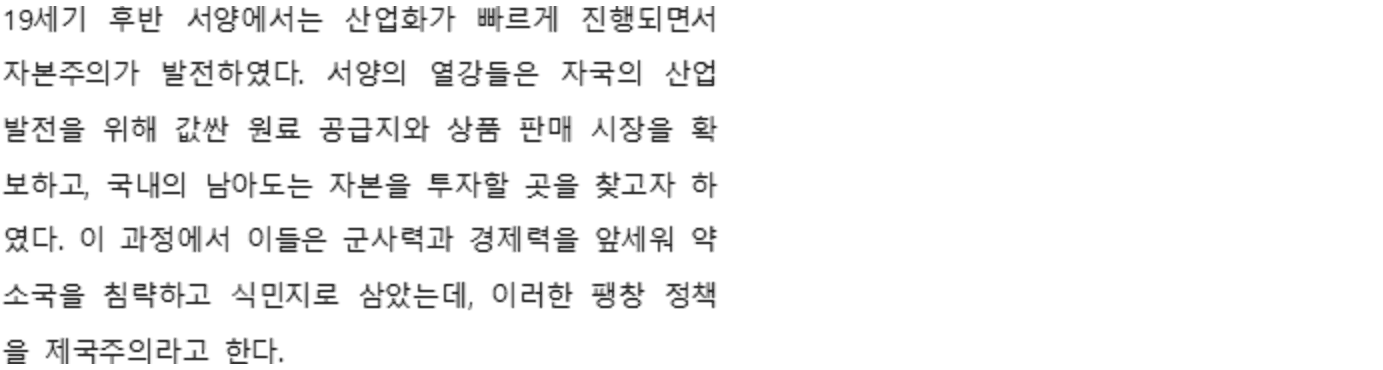 19세기 후반 서양에서는 산업화가 빠르게 진행되면서
자본주의가 발전하였다. 서양의 열강들은 자국의 산업
발전을 위해 값싼 원료 공급지와 상품 판매 시장을 확
보하고, 국내의 남아도는 자본을 투자할 곳을 찾고자 하
였다. 이 과정에서 이들은 군사력과 경제력을 앞세워 약
소국을 침략하고 식민지로 삼았는데, 이러한 팽창 정책
을 제국주의라고 한다.